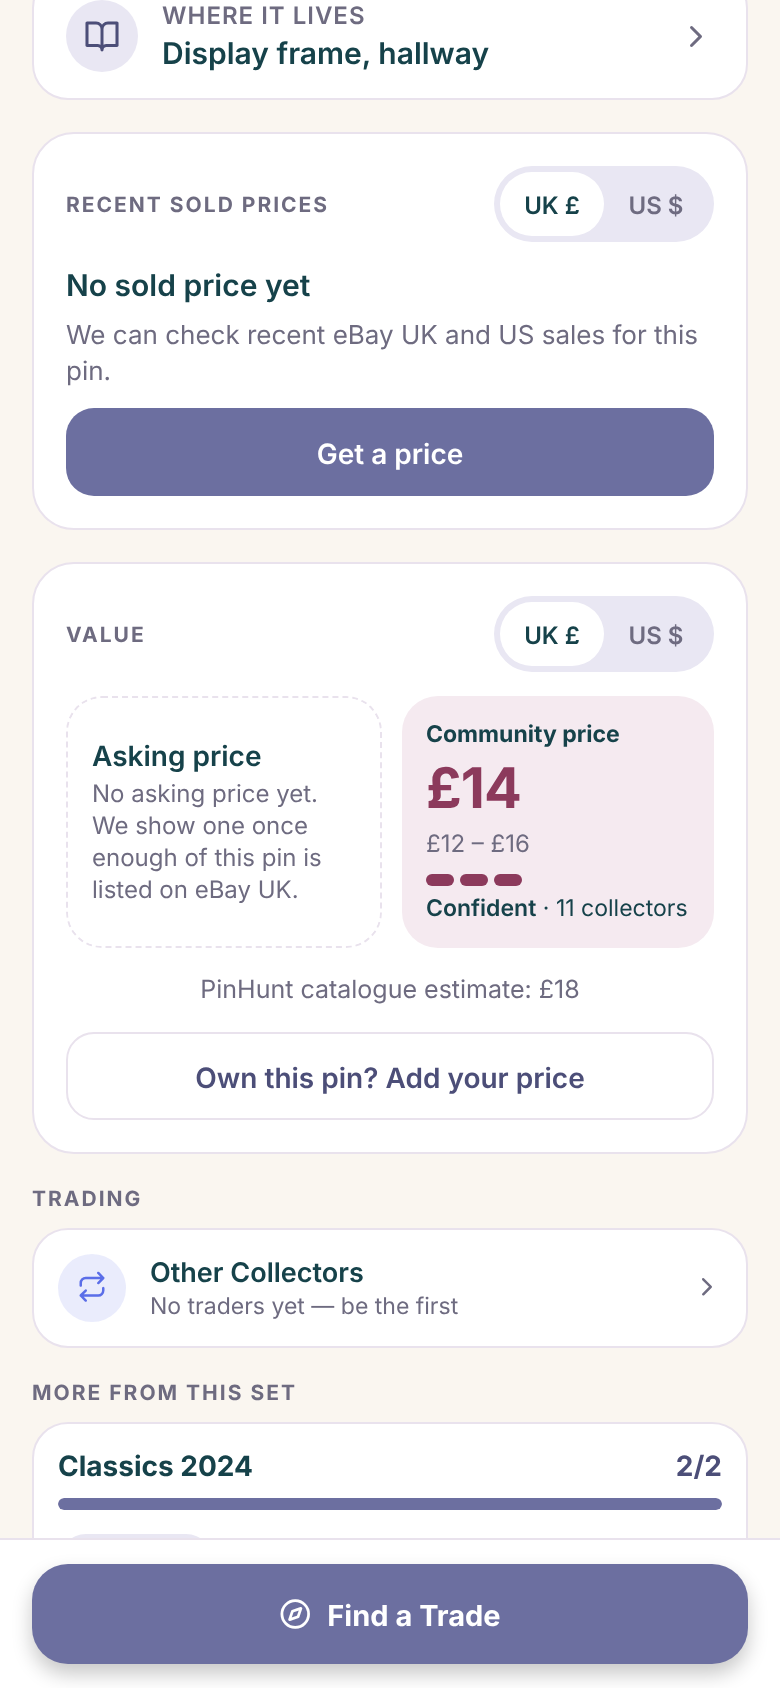 WHERE IT LIVES
Display frame, hallway
RECENT SOLD PRICES
UK £ US $
No sold price yet
We can check recent eBay UK and US sales for this
pin.
Get a price
VALUE
UK £ US $
Asking price
No asking price yet.
We show one once
enough of this pin is
listed on eBay UK.
Community price
£14
£12 – £16
Confident · 11 collectors
PinHunt catalogue estimate: £18
Own this pin? Add your price
TRADING
Other Collectors
No traders yet — be the first
MORE FROM THIS SET
Classics 2024 2/2
Find a Trade